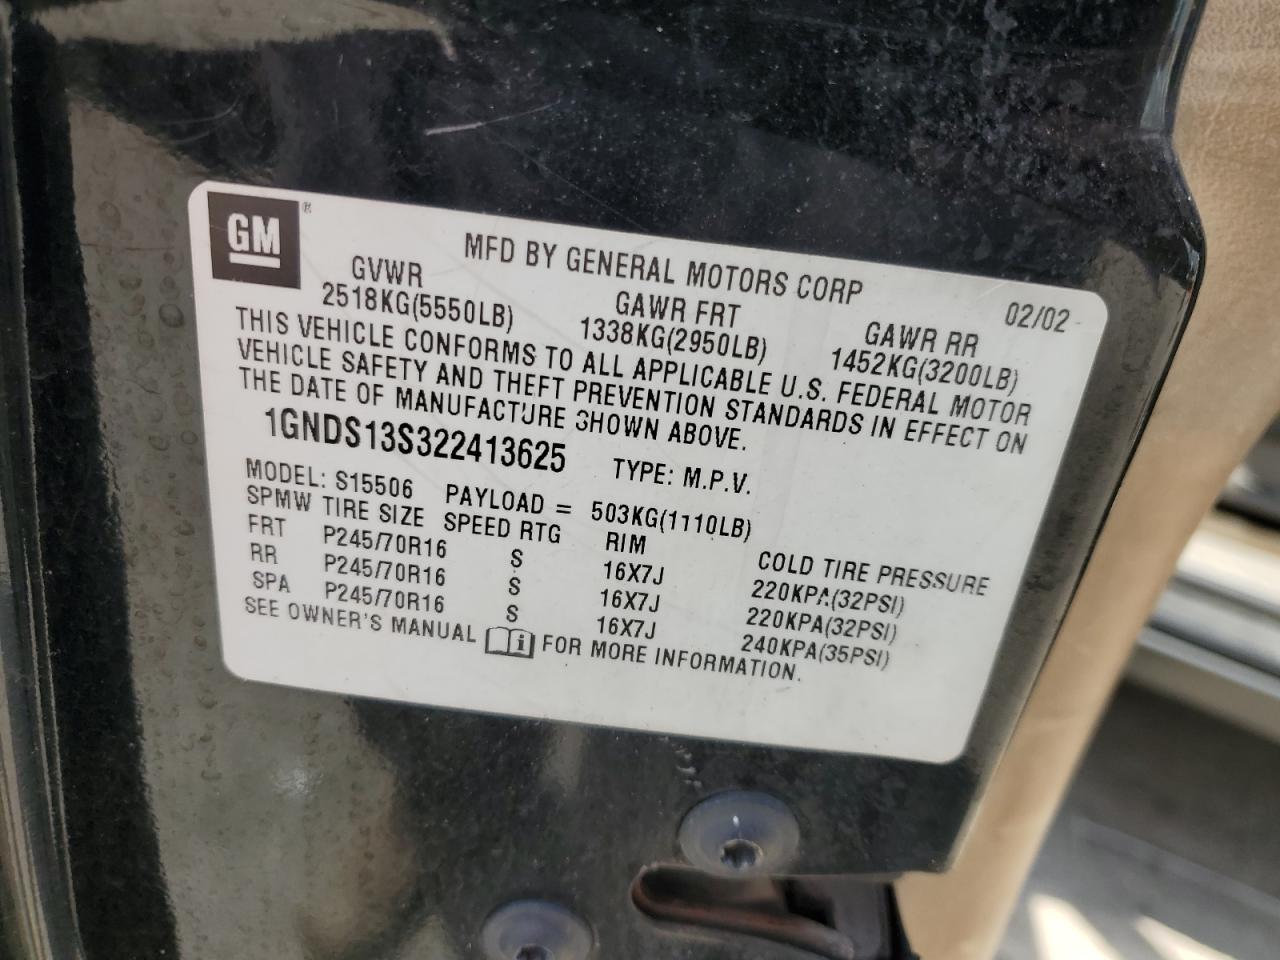 GM ®
MFD BY GENERAL MOTORS CORP
02/02
GVWR GAWR FRT GAWR RR
2518KG(5550LB) 1338KG(2950LB) 1452KG(3200LB)
THIS VEHICLE CONFORMS TO ALL APPLICABLE U.S. FEDERAL MOTOR
VEHICLE SAFETY AND THEFT PREVENTION STANDARDS IN EFFECT ON
THE DATE OF MANUFACTURE SHOWN ABOVE.
1GNDS13S322413625 TYPE: M.P.V.
MODEL: S15506 PAYLOAD = 503KG(1110LB)
SPMW TIRE SIZE SPEED RTG RIM COLD TIRE PRESSURE
FRT P245/70R16 S 16X7J 220KPA(32PSI)
RR P245/70R16 S 16X7J 220KPA(32PSI)
SPA P245/70R16 S 16X7J 240KPA(35PSI)
SEE OWNER'S MANUAL i FOR MORE INFORMATION.